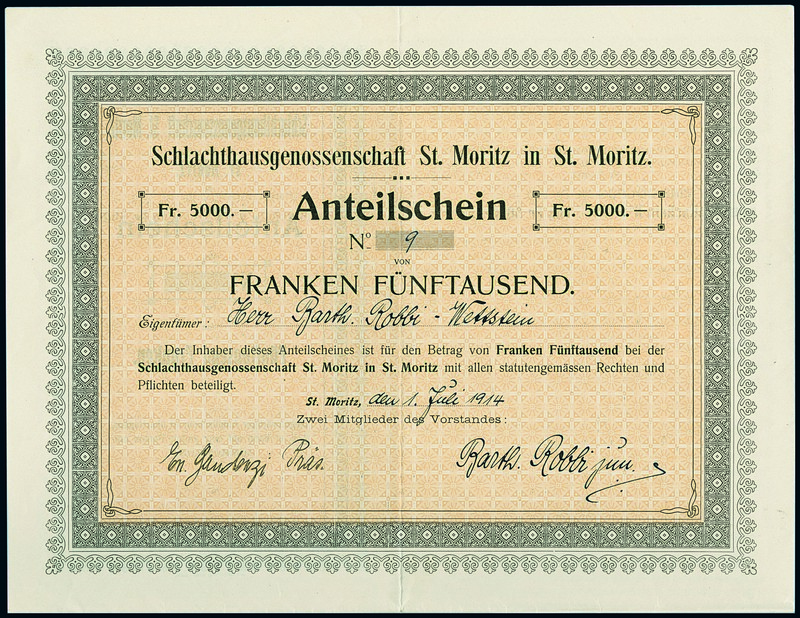 Schlachthausgenossenschaft St. Moritz in St. Moritz.
Fr. 5000.— Anteilschein Fr. 5000.—
No. 9
VON
FRANKEN FÜNFTAUSEND.
Eigentümer: Herr Barth. Robbi - Wettstein
Der Inhaber dieses Anteilscheines ist für den Betrag von Franken Fünftausend bei der
Schlachthausgenossenschaft St. Moritz in St. Moritz mit allen statutengemässen Rechten und
Pflichten beteiligt.
St. Moritz, den 1. Juli 1914
Zwei Mitglieder des Vorstandes:
Präs. Barth. Robbi jun.